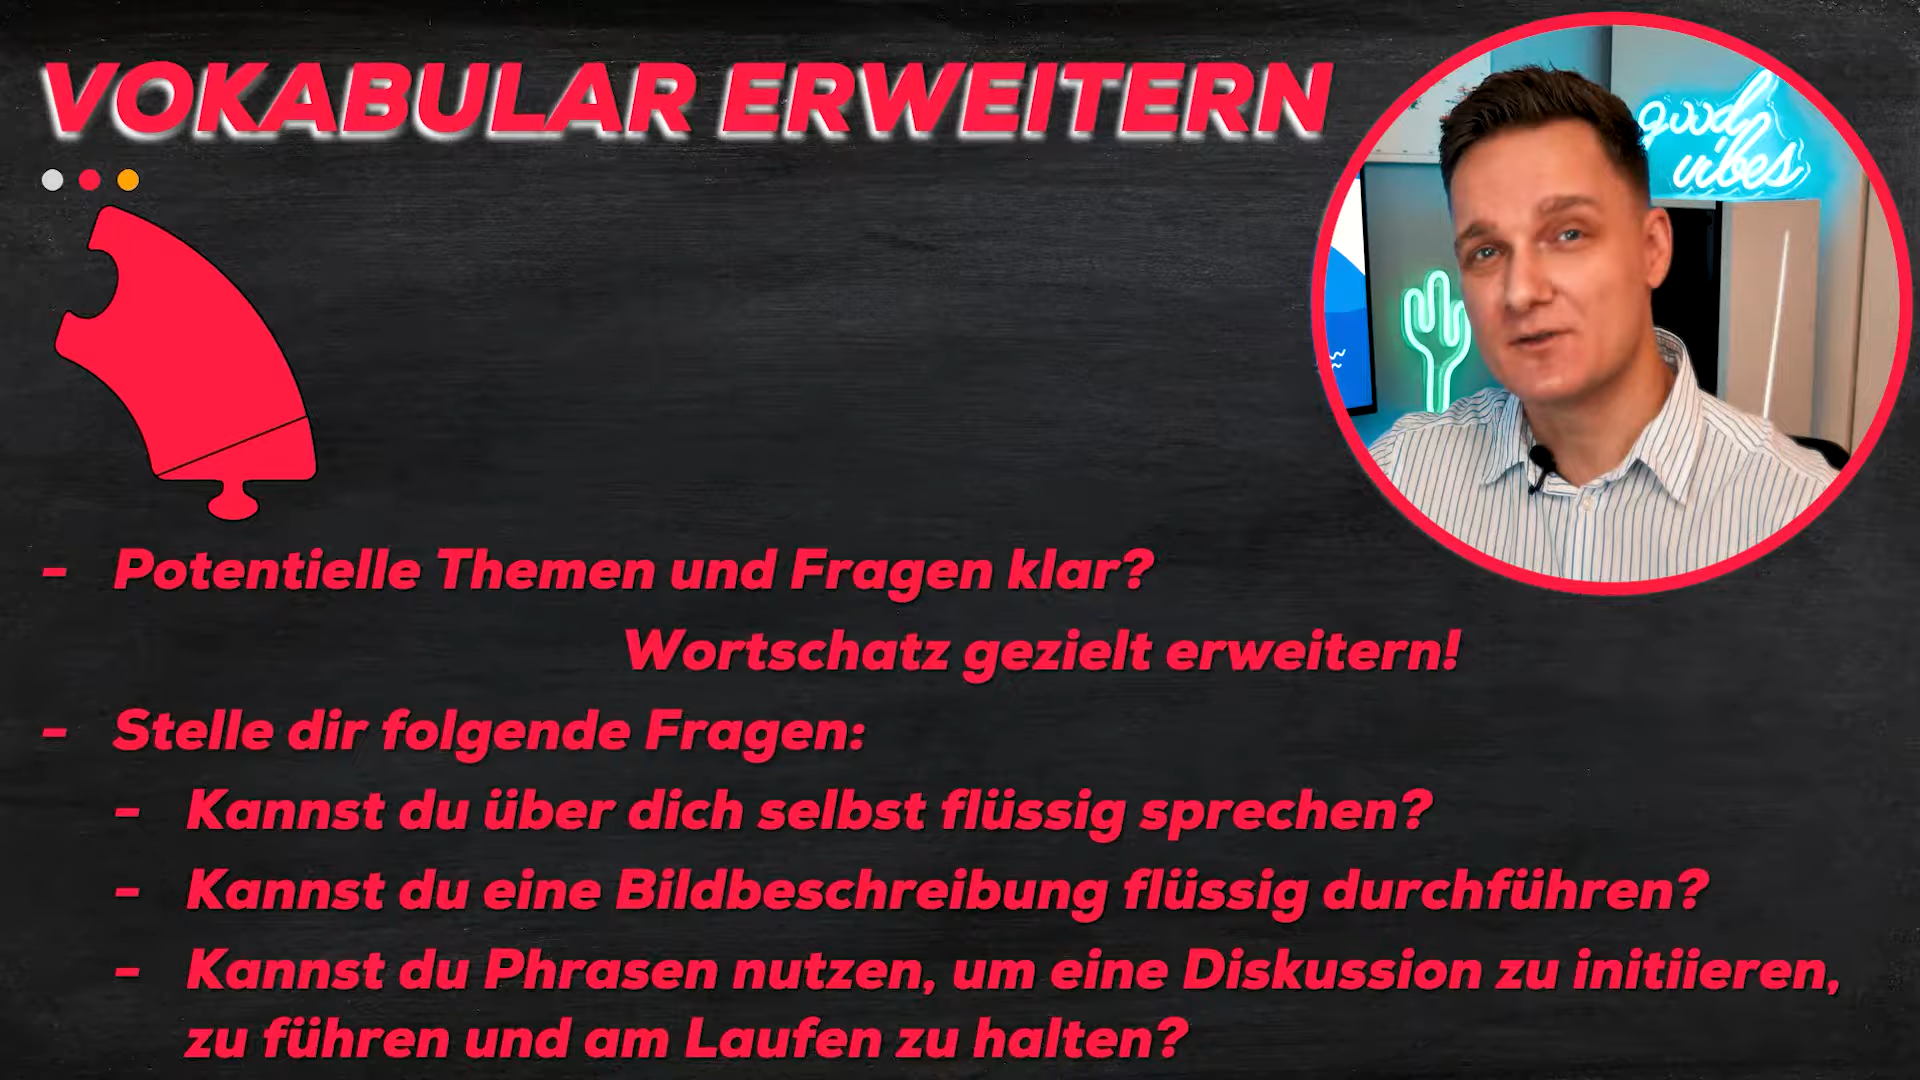 VOKABULAR ERWEITERN
good
vibes
- Potentielle Themen und Fragen klar?
Wortschatz gezielt erweitern!
- Stelle dir folgende Fragen:
- Kannst du über dich selbst flüssig sprechen?
- Kannst du eine Bildbeschreibung flüssig durchführen?
- Kannst du Phrasen nutzen, um eine Diskussion zu initiieren,
zu führen und am Laufen zu halten?